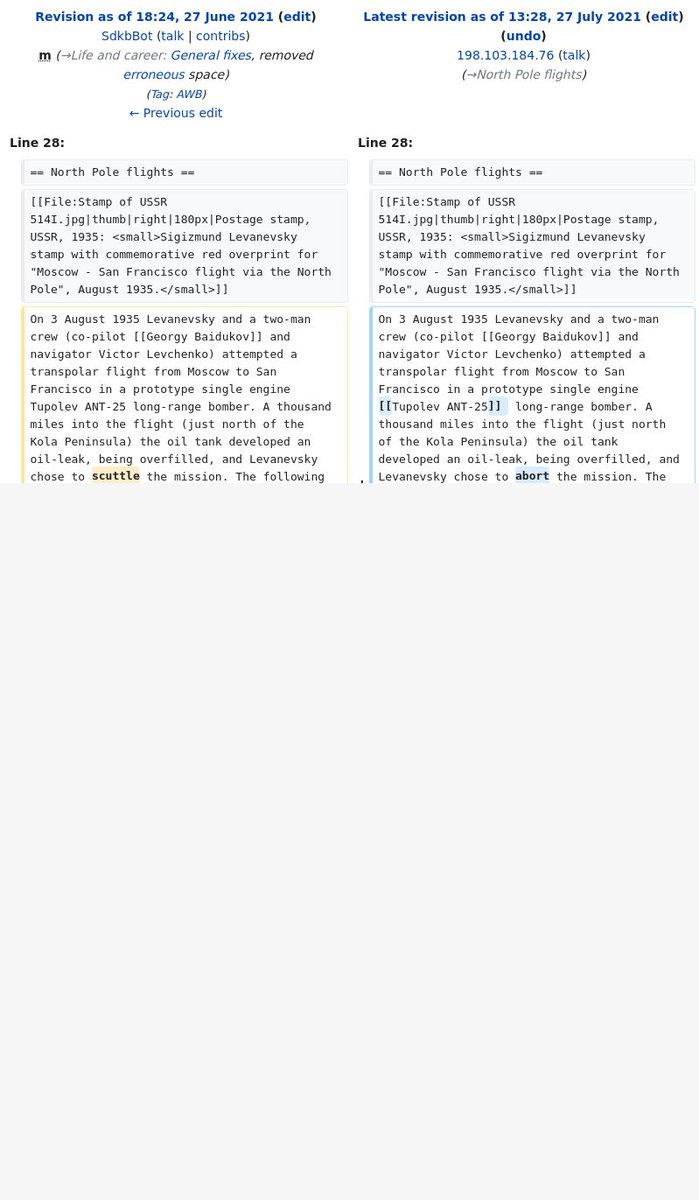 Revision as of 18:24, 27 June 2021 (edit)
SdkbBot (talk | contribs)
m (→Life and career: General fixes, removed
erroneous space)
(Tag: AWB)
← Previous edit
Latest revision as of 13:28, 27 July 2021 (edit)
(undo)
198.103.184.76 (talk)
(→North Pole flights)
Line 28:
== North Pole flights ==
[[File:Stamp of USSR
514I.jpg|thumb|right|180px|Postage stamp,
USSR, 1935: <small>Sigizmund Levanevsky
stamp with commemorative red overprint for
"Moscow - San Francisco flight via the North
Pole", August 1935.</small>]]
On 3 August 1935 Levanevsky and a two-man
crew (co-pilot [[Georgy Baidukov]] and
navigator Victor Levchenko) attempted a
transpolar flight from Moscow to San
Francisco in a prototype single engine
Tupolev ANT-25 long-range bomber. A thousand
miles into the flight (just north of the
Kola Peninsula) the oil tank developed an
oil-leak, being overfilled, and Levanevsky
chose to scuttle the mission. The following
Line 28:
== North Pole flights ==
[[File:Stamp of USSR
514I.jpg|thumb|right|180px|Postage stamp,
USSR, 1935: <small>Sigizmund Levanevsky
stamp with commemorative red overprint for
"Moscow - San Francisco flight via the North
Pole", August 1935.</small>]]
On 3 August 1935 Levanevsky and a two-man
crew (co-pilot [[Georgy Baidukov]] and
navigator Victor Levchenko) attempted a
transpolar flight from Moscow to San
Francisco in a prototype single engine
[[Tupolev ANT-25]]  long-range bomber. A
thousand miles into the flight (just north
of the Kola Peninsula) the oil tank
developed an oil-leak, being overfilled, and
Levanevsky chose to abort the mission. The